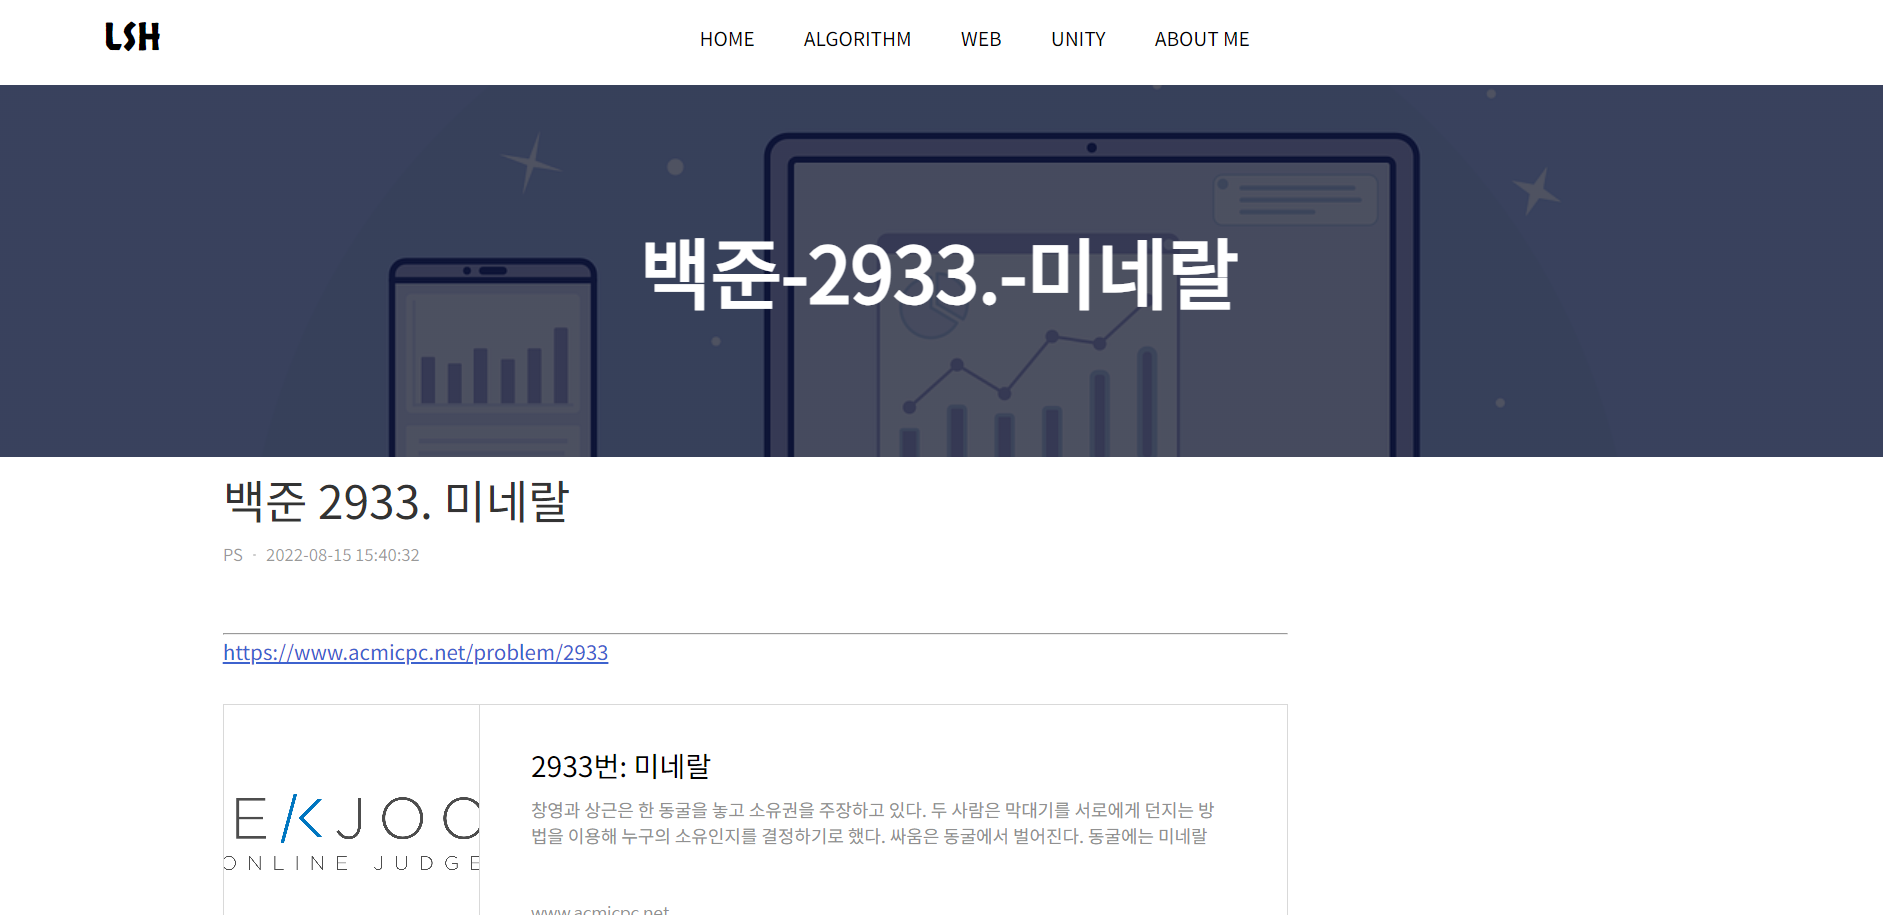 LSH
HOME ALGORITHM WEB UNITY ABOUT ME
백준-2933.-미네랄
백준 2933. 미네랄
PS · 2022-08-15 15:40:32
https://www.acmicpc.net/problem/2933
2933번: 미네랄
창영과 상근은 한 동굴을 놓고 소유권을 주장하고 있다. 두 사람은 막대기를 서로에게 던지는 방
법을 이용해 누구의 소유인지를 결정하기로 했다. 싸움은 동굴에서 벌어진다. 동굴에는 미네랄
EKJOO
ONLINE JUDGE
www.acmicpc.net